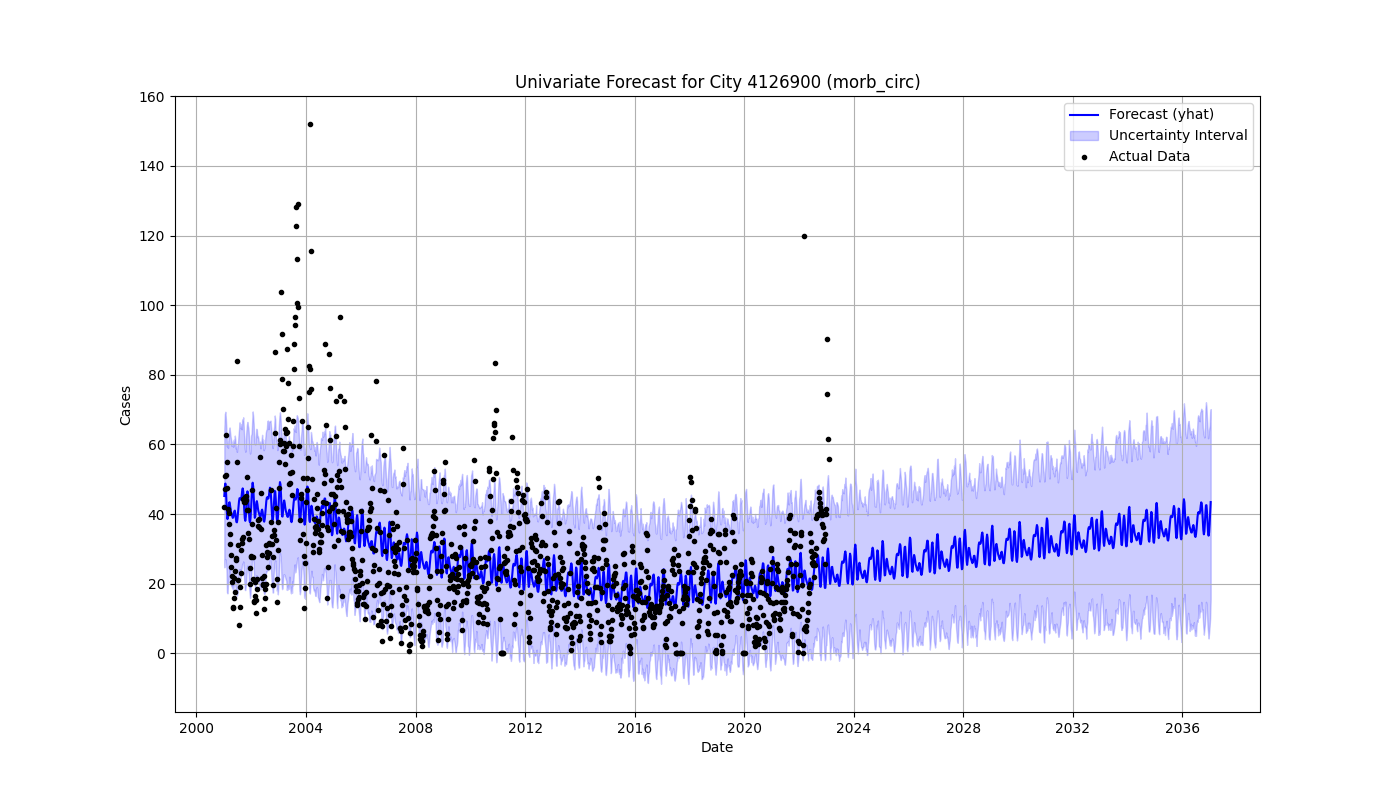 Univariate Forecast for City 4126900 (morb_circ)
Forecast (yhat)
Uncertainty Interval
Actual Data
Cases
160
140
120
100
80
60
40
20
0
2000 2004 2008 2012 2016 2020 2024 2028 2032 2036
Date